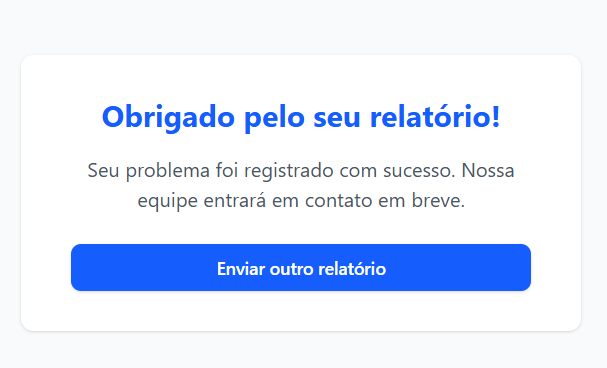 Obrigado pelo seu relatório!
Seu problema foi registrado com sucesso. Nossa
equipe entrará em contato em breve.
Enviar outro relatório